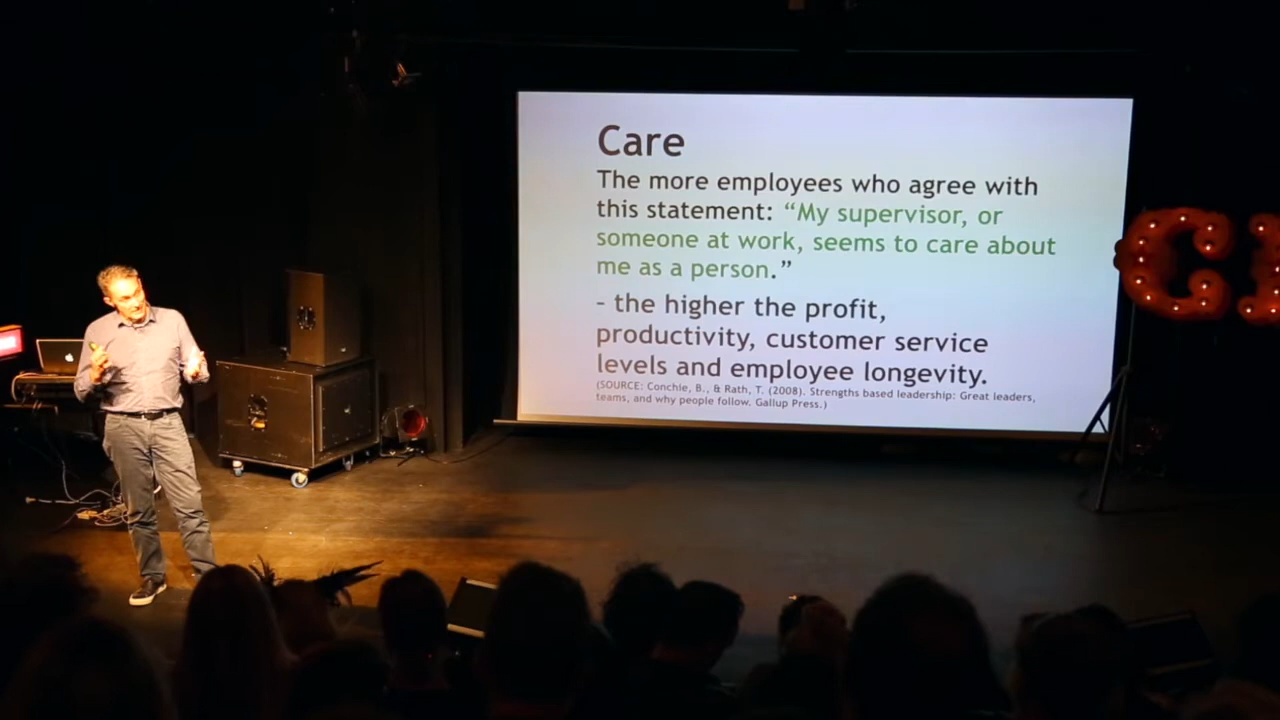 Care
The more employees who agree with
this statement: “My supervisor, or
someone at work, seems to care about
me as a person.”
– the higher the profit,
productivity, customer service
levels and employee longevity.
(SOURCE: Conchie, B., & Rath, T. (2008). Strengths based leadership: Great leaders,
teams, and why people follow. Gallup Press.)
C